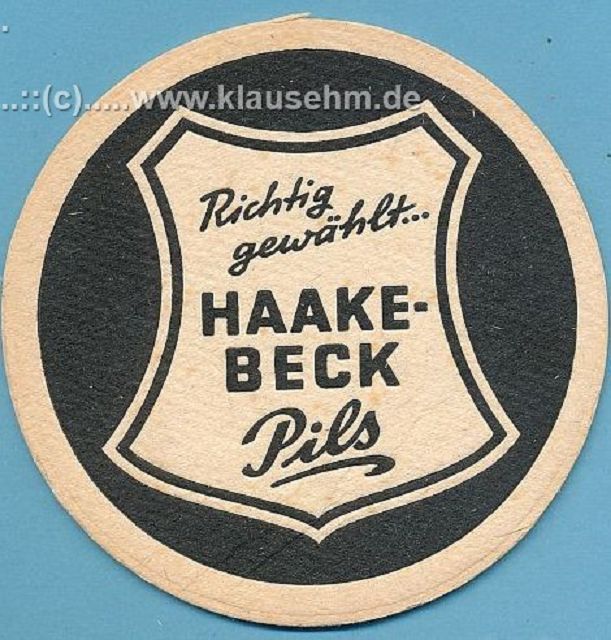 ..::(c).....www.klausehm.de
Richtig
gewählt...
HAAKE-
BECK
Pils